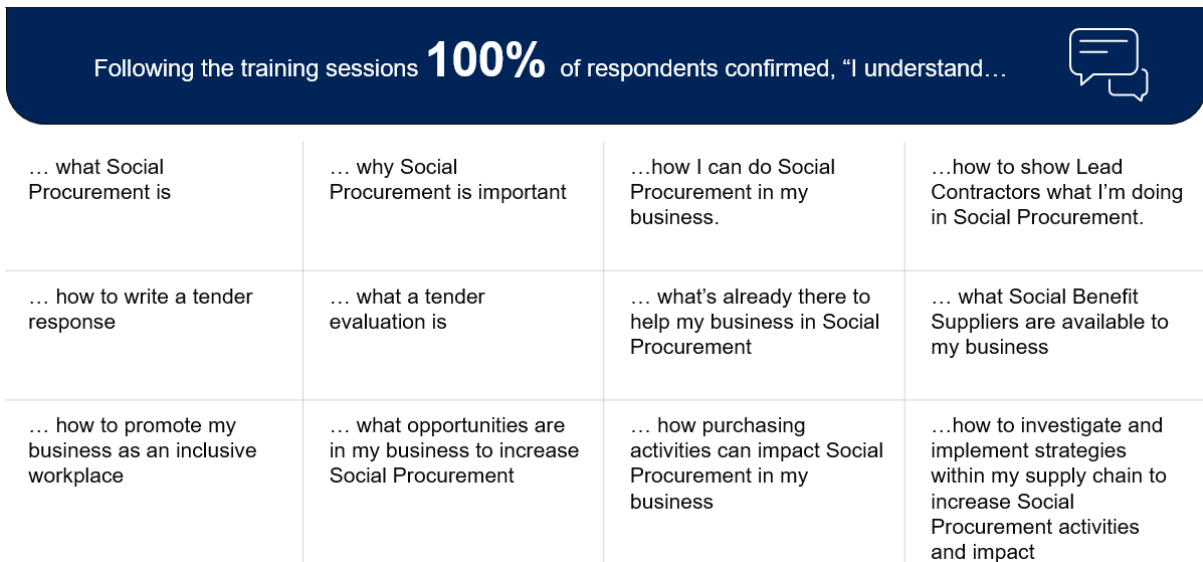 Following the training sessions 100% of respondents confirmed, “I understand…
… what Social
Procurement is
… why Social
Procurement is important
…how I can do Social
Procurement in my
business.
…how to show Lead
Contractors what I’m doing
in Social Procurement.
… how to write a tender
response
… what a tender
evaluation is
… what’s already there to
help my business in Social
Procurement
… what Social Benefit
Suppliers are available to
my business
… how to promote my
business as an inclusive
workplace
… what opportunities are
in my business to increase
Social Procurement
… how purchasing
activities can impact Social
Procurement in my
business
…how to investigate and
implement strategies
within my supply chain to
increase Social
Procurement activities
and impact